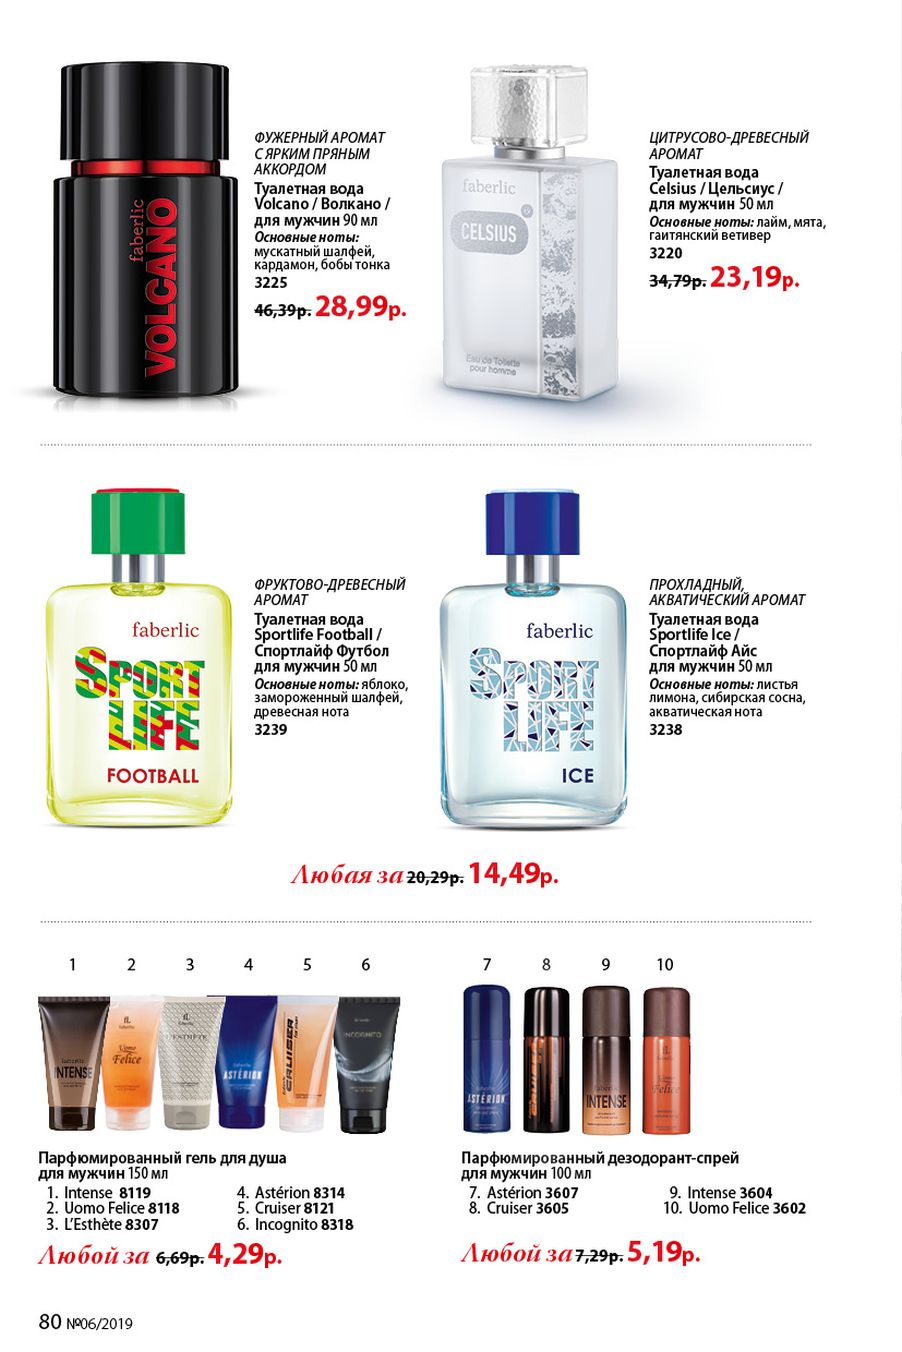 faberlic
VOLCANO
ФУЖЕРНЫЙ АРОМАТ
С ЯРКИМ ПРЯНЫМ
АККОРДОМ
Туалетная вода
Volcano / Волкано /
для мужчин 90 мл
Основные ноты:
мускатный шалфей,
кардамон, бобы тонка
3225
46,39р. 28,99р.
faberlic
CELSIUS
Eau de Toilette
pour homme
ЦИТРУСОВО-ДРЕВЕСНЫЙ
АРОМАТ
Туалетная вода
Celsius / Цельсиус /
для мужчин 50 мл
Основные ноты: лайм, мята,
гаитянский ветивер
3220
34,79р. 23,19р.
faberlic
SPORT
LIFE
FOOTBALL
ФРУКТОВО-ДРЕВЕСНЫЙ
АРОМАТ
Туалетная вода
Sportlife Football /
Спортлайф Футбол
для мужчин 50 мл
Основные ноты: яблоко,
замороженный шалфей,
древесная нота
3239
faberlic
SPORT
LIFE
ICE
ПРОХЛАДНЫЙ,
АКВАТИЧЕСКИЙ АРОМАТ
Туалетная вода
Sportlife Ice /
Спортлайф Айс
для мужчин 50 мл
Основные ноты: листья
лимона, сибирская сосна,
акватическая нота
3238
Любая за 20,29р. 14,49р.
1 2 3 4 5 6
faberlic
INTENSE
fL
faberlic
Uomo
Felice
L'ESTHÈTE
ASTÉRION
CRUISER
INCOGNITO
Парфюмированный гель для душа
для мужчин 150 мл
1. Intense 8119
2. Uomo Felice 8118
3. L'Esthète 8307
4. Astérion 8314
5. Cruiser 8121
6. Incognito 8318
Любой за 6,69р. 4,29р.
7 8 9 10
ASTÉRION
CRUISER
faberlic
INTENSE
Uomo
Felice
Парфюмированный дезодорант-спрей
для мужчин 100 мл
7. Astérion 3607
8. Cruiser 3605
9. Intense 3604
10. Uomo Felice 3602
Любой за 7,29р. 5,19р.
80 №06/2019